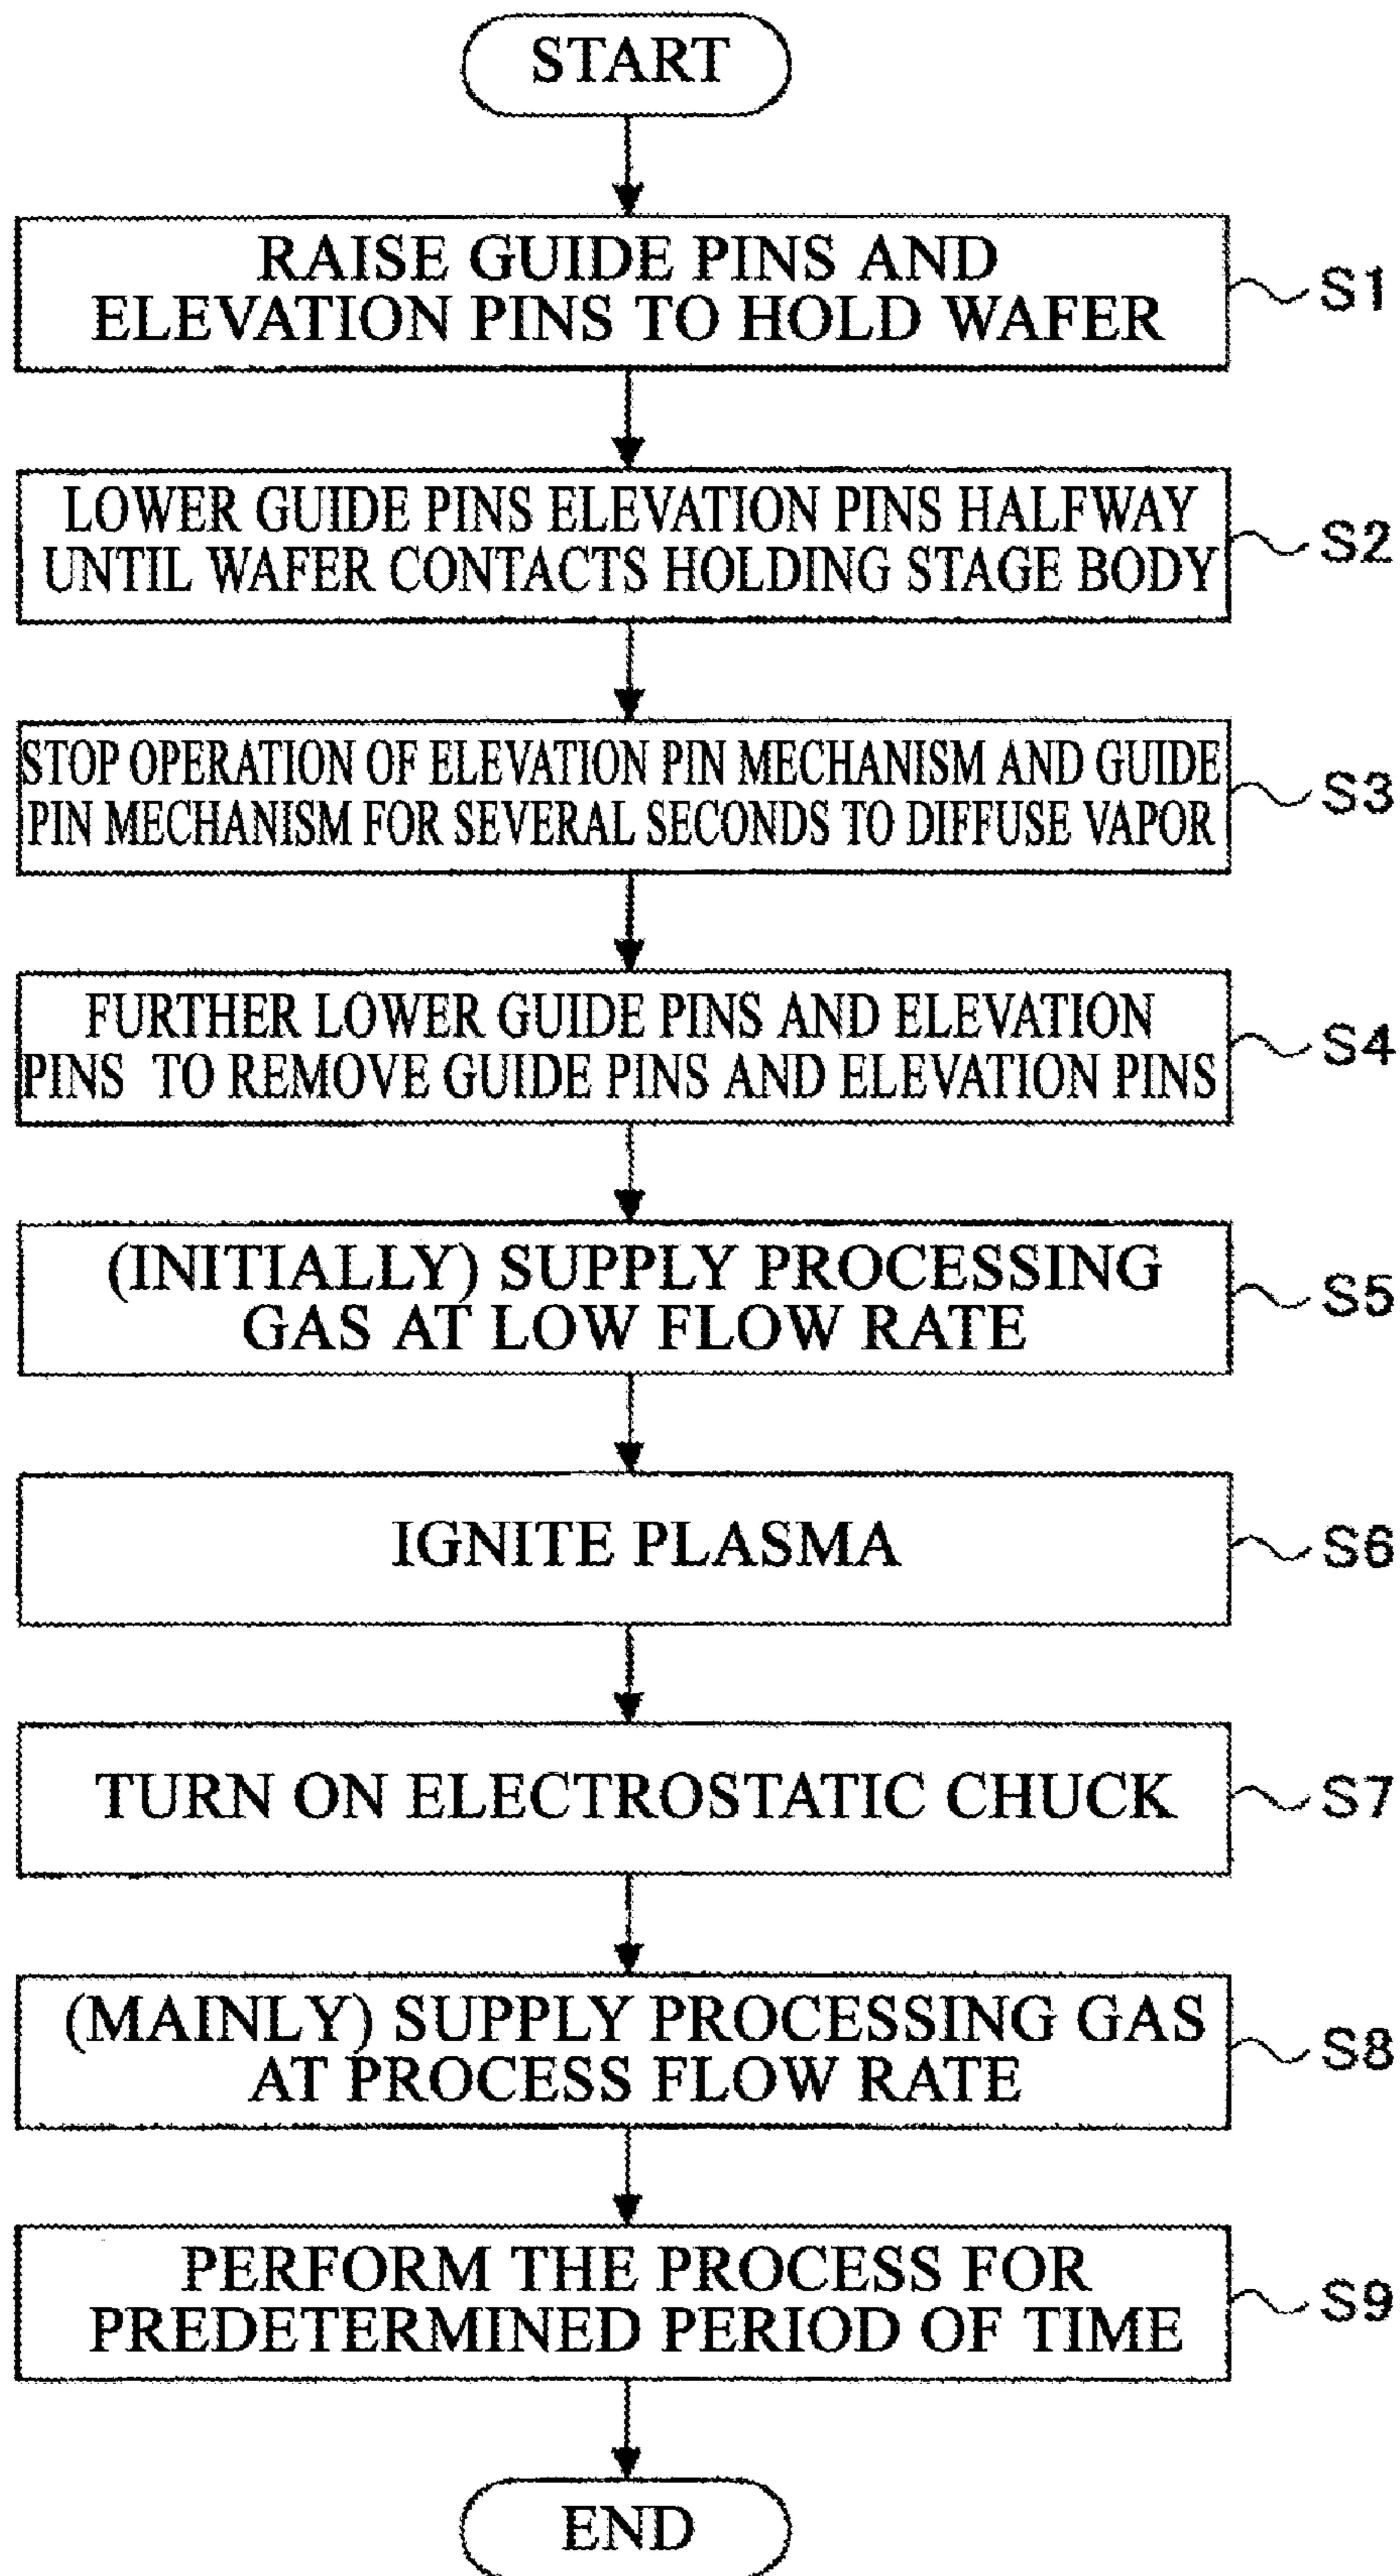 START
RAISE GUIDE PINS AND
ELEVATION PINS TO HOLD WAFER
S1
LOWER GUIDE PINS ELEVATION PINS HALFWAY
UNTIL WAFER CONTACTS HOLDING STAGE BODY
S2
STOP OPERATION OF ELEVATION PIN MECHANISM AND GUIDE
PIN MECHANISM FOR SEVERAL SECONDS TO DIFFUSE VAPOR
S3
FURTHER LOWER GUIDE PINS AND ELEVATION
PINS TO REMOVE GUIDE PINS AND ELEVATION PINS
S4
(INITIALLY) SUPPLY PROCESSING
GAS AT LOW FLOW RATE
S5
IGNITE PLASMA
S6
TURN ON ELECTROSTATIC CHUCK
S7
(MAINLY) SUPPLY PROCESSING GAS
AT PROCESS FLOW RATE
S8
PERFORM THE PROCESS FOR
PREDETERMINED PERIOD OF TIME
S9
END